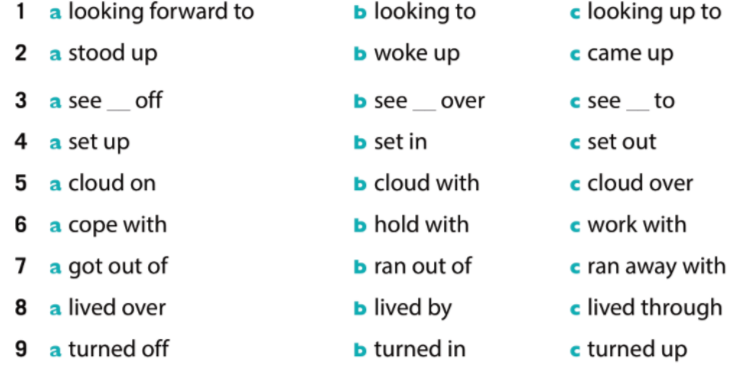 1 a looking forward to b looking to c looking up to
2 a stood up b woke up c came up
3 a see __ off b see __ over c see __ to
4 a set up b set in c set out
5 a cloud on b cloud with c cloud over
6 a cope with b hold with c work with
7 a got out of b ran out of c ran away with
8 a lived over b lived by c lived through
9 a turned off b turned in c turned up